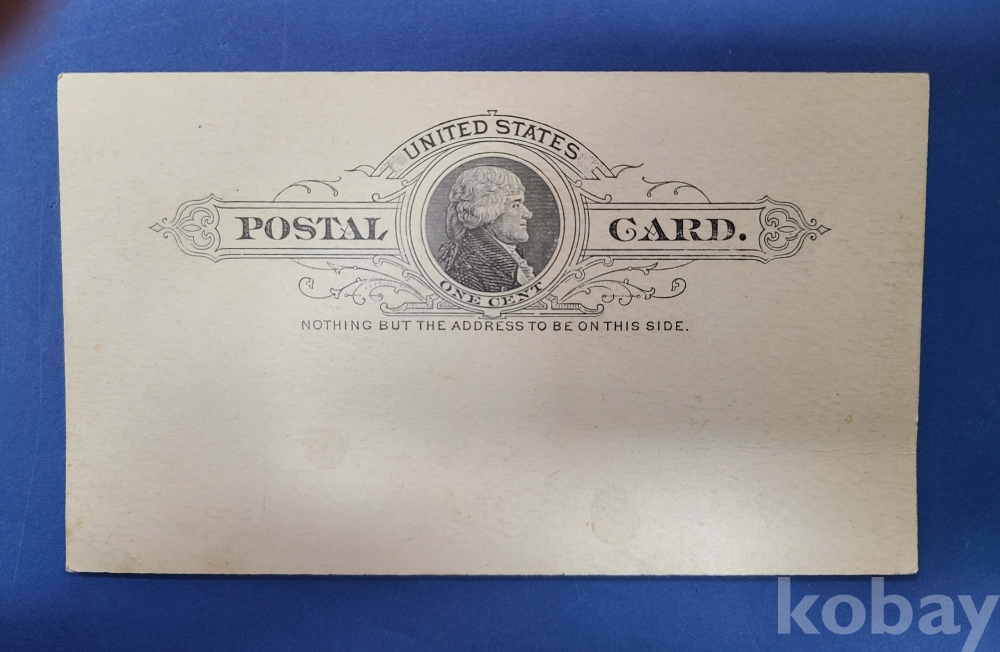 UNITED STATES
POSTAL CARD.
ONE CENT
NOTHING BUT THE ADDRESS TO BE ON THIS SIDE.
kobay